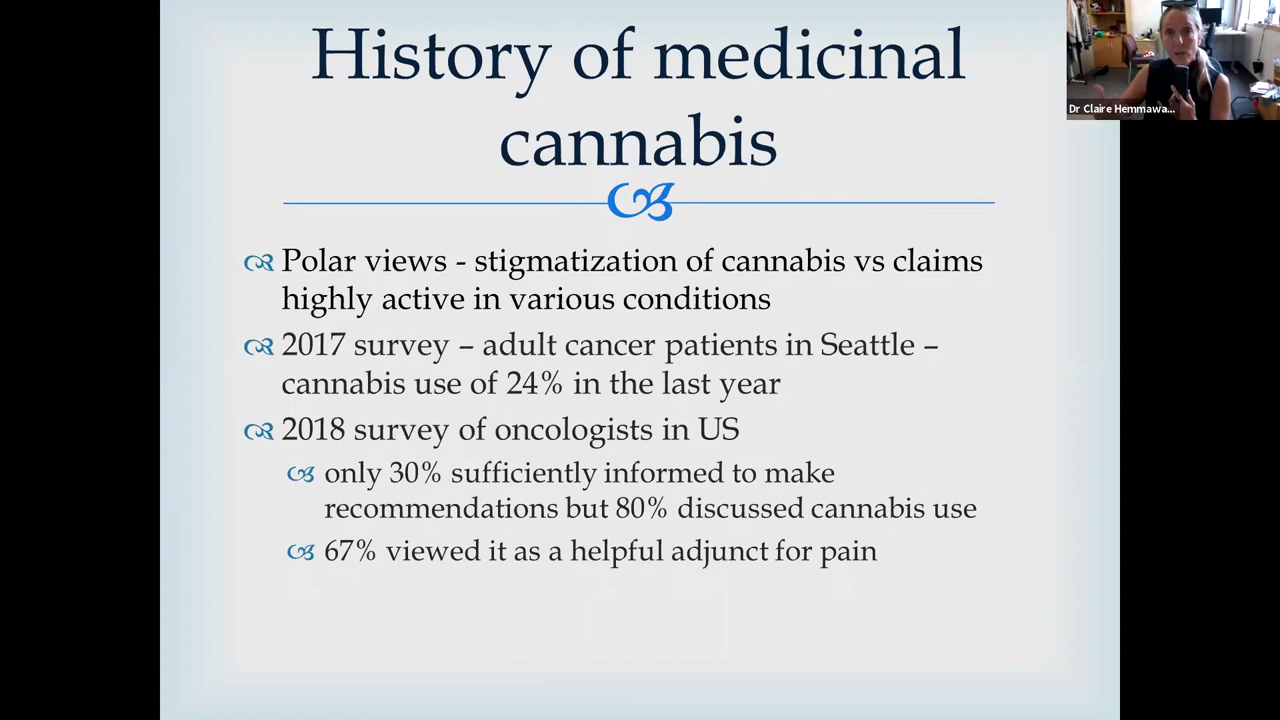 History of medicinal
cannabis
Polar views - stigmatization of cannabis vs claims
highly active in various conditions
2017 survey – adult cancer patients in Seattle –
cannabis use of 24% in the last year
2018 survey of oncologists in US
only 30% sufficiently informed to make
recommendations but 80% discussed cannabis use
67% viewed it as a helpful adjunct for pain
Dr Claire Hemmawa...